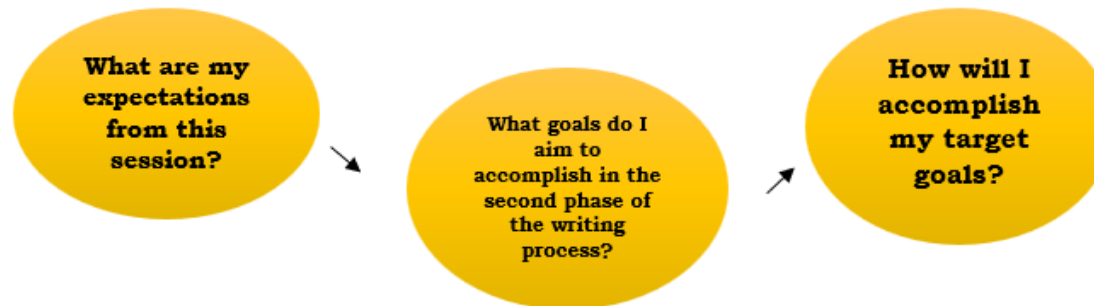 What are my
expectations
from this
session?
What goals do I
aim to
accomplish in the
second phase of
the writing
process?
How will I
accomplish
my target
goals?